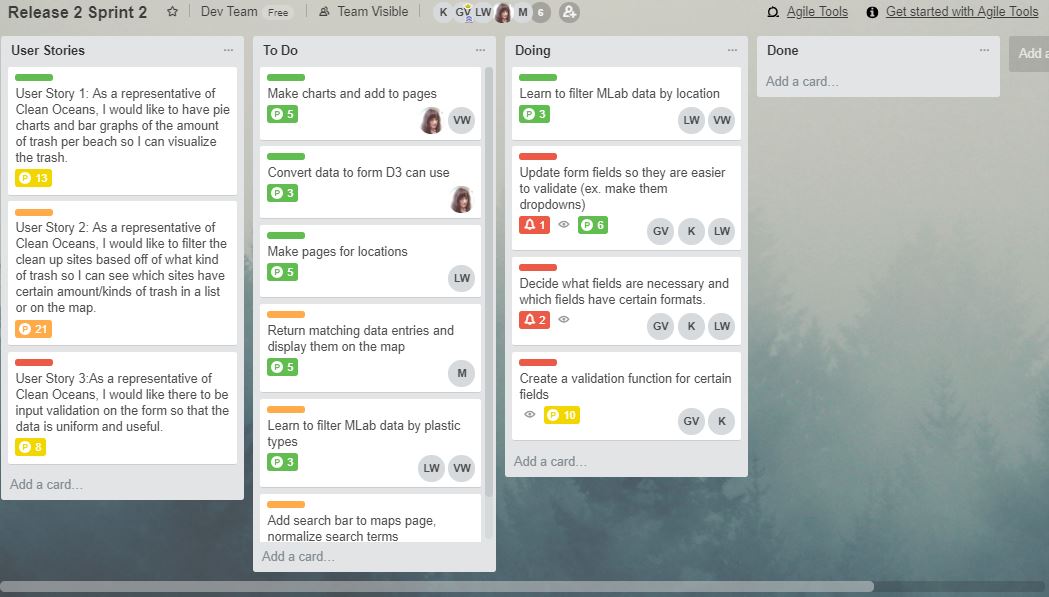 Release 2 Sprint 2
Dev Team Free
Team Visible
K GV LW M 6
Agile Tools
Get started with Agile Tools
User Stories ...
User Story 1: As a representative of
Clean Oceans, I would like to have pie
charts and bar graphs of the amount
of trash per beach so I can visualize
the trash.
P 13
User Story 2: As a representative of
Clean Oceans, I would like to filter the
clean up sites based off of what kind
of trash so I can see which sites have
certain amount/kinds of trash in a list
or on the map.
P 21
User Story 3:As a representative of
Clean Oceans, I would like there to be
input validation on the form so that the
data is uniform and useful.
P 8
Add a card...
To Do ...
Make charts and add to pages
P 5
VW
Convert data to form D3 can use
P 3
Make pages for locations
P 5
LW
Return matching data entries and
display them on the map
P 5
M
Learn to filter MLab data by plastic
types
P 3
LW VW
Add search bar to maps page,
normalize search terms
Add a card...
Doing ...
Learn to filter MLab data by location
P 3
LW VW
Update form fields so they are easier
to validate (ex. make them
dropdowns)
1 P 6
GV K LW
Decide what fields are necessary and
which fields have certain formats.
2
GV K LW
Create a validation function for certain
fields
P 10
GV K
Add a card...
Done ...
Add a card...
Add a